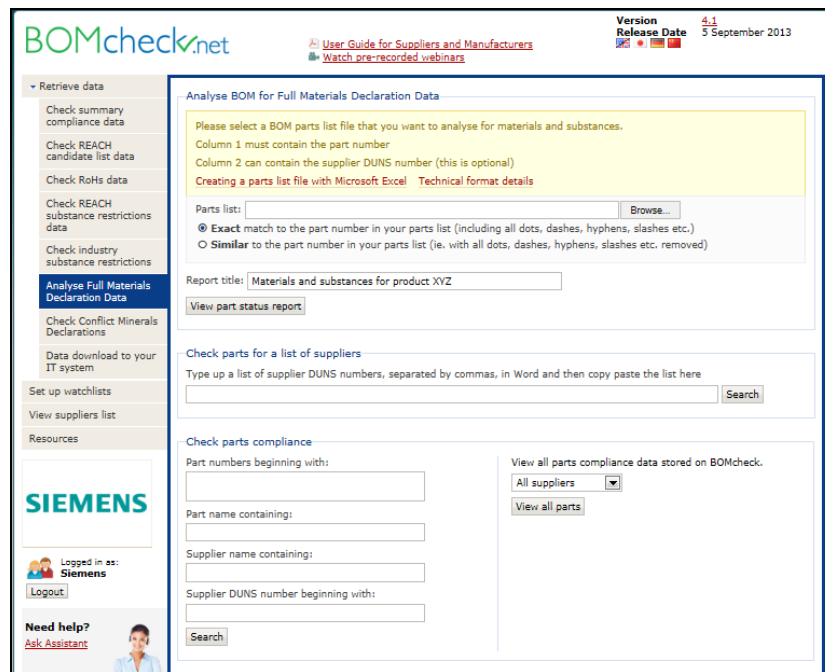 BOMcheck.net
User Guide for Suppliers and Manufacturers
Watch pre-recorded webinars
Version 4.1
Release Date 5 September 2013
Retrieve data
Check summary
compliance data
Check REACH
candidate list data
Check RoHs data
Check REACH
substance restrictions
data
Check industry
substance restrictions
Analyse Full Materials
Declaration Data
Check Conflict Minerals
Declarations
Data download to your
IT system
Set up watchlists
View suppliers list
Resources
SIEMENS
Logged in as:
Siemens
Logout
Need help?
Ask Assistant
Analyse BOM for Full Materials Declaration Data
Please select a BOM parts list file that you want to analyse for materials and substances.
Column 1 must contain the part number
Column 2 can contain the supplier DUNS number (this is optional)
Creating a parts list file with Microsoft Excel Technical format details
Parts list: Browse...
Exact match to the part number in your parts list (including all dots, dashes, hyphens, slashes etc.)
Similar to the part number in your parts list (ie. with all dots, dashes, hyphens, slashes etc. removed)
Report title: Materials and substances for product XYZ
View part status report
Check parts for a list of suppliers
Type up a list of supplier DUNS numbers, separated by commas, in Word and then copy paste the list here
Search
Check parts compliance
Part numbers beginning with:
Part name containing:
Supplier name containing:
Supplier DUNS number beginning with:
Search
View all parts compliance data stored on BOMcheck.
All suppliers
View all parts